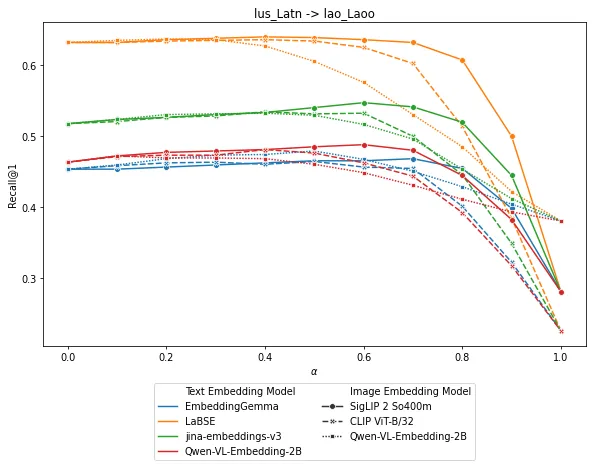 lus_Latn -> lao_Laoo
Recall@1
0.6
0.5
0.4
0.3
0.0 0.2 0.4 0.6 0.8 1.0
α
Text Embedding Model Image Embedding Model
EmbeddingGemma SigLIP 2 So400m
LaBSE CLIP ViT-B/32
jina-embeddings-v3 Qwen-VL-Embedding-2B
Qwen-VL-Embedding-2B